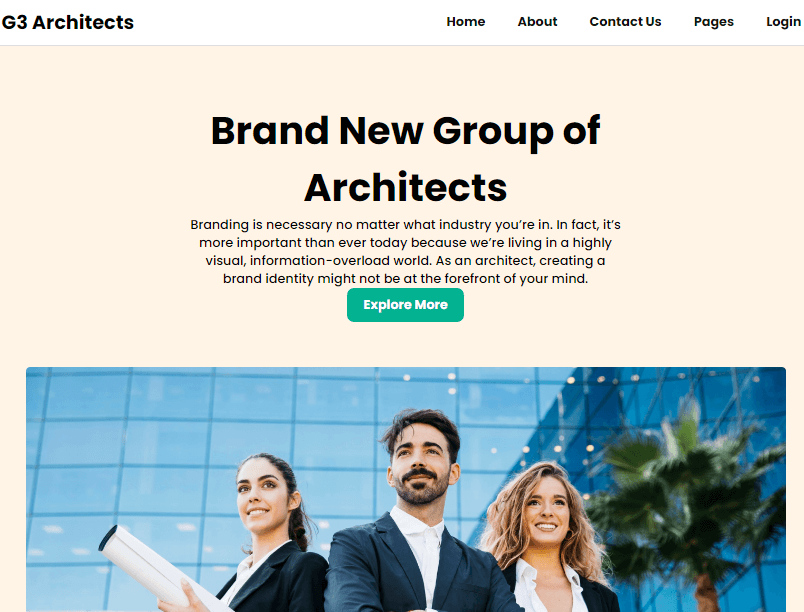 G3 Architects
Home About Contact Us Pages Login
Brand New Group of
Architects
Branding is necessary no matter what industry you’re in. In fact, it’s
more important than ever today because we’re living in a highly
visual, information-overload world. As an architect, creating a
brand identity might not be at the forefront of your mind.
Explore More